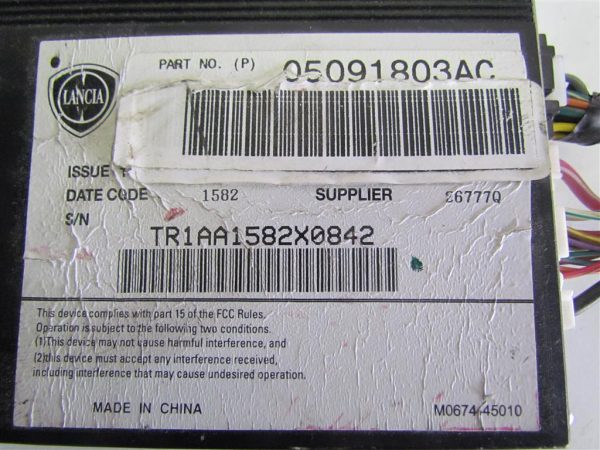 LANCIA
PART NO. (P) 05091803AC
ISSUE
DATE CODE 1582 SUPPLIER 26777Q
S/N
TR1AA1582X0842
This device complies with part 15 of the FCC Rules.
Operation is subject to the following two conditions.
(1)This device may not cause harmful interference, and
(2)this device must accept any interference received,
including interference that may cause undesired operation.
MADE IN CHINA M0674-45010